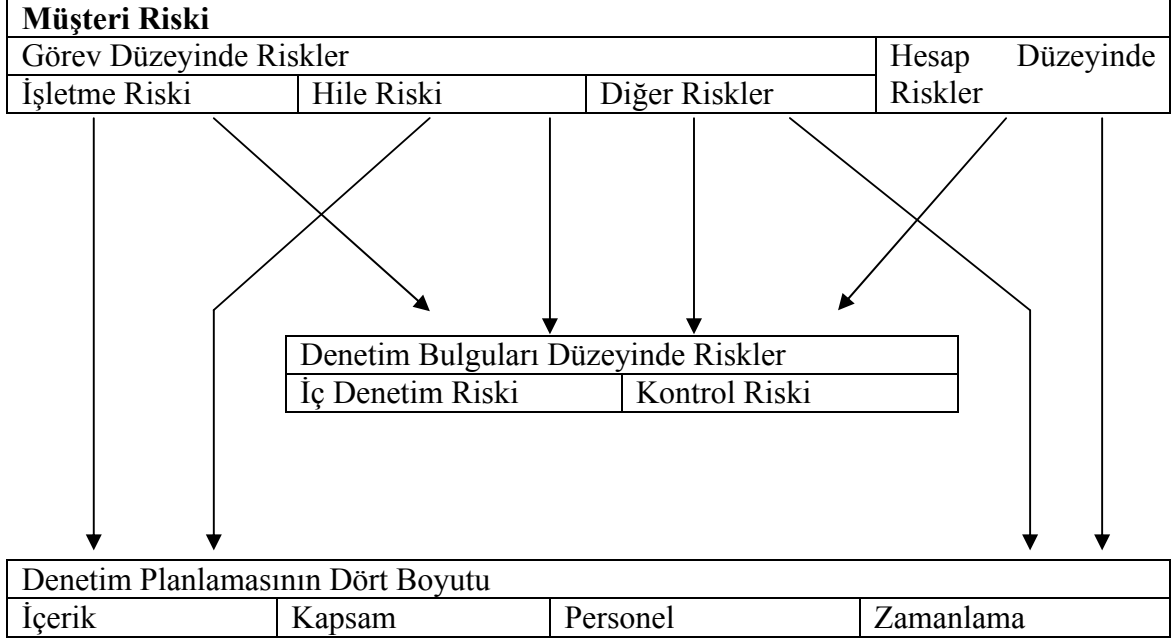 Müşteri Riski
Görev Düzeyinde Riskler
Hesap Düzeyinde
Riskler
İşletme Riski
Hile Riski
Diğer Riskler
Denetim Bulguları Düzeyinde Riskler
İç Denetim Riski
Kontrol Riski
Denetim Planlamasının Dört Boyutu
İçerik
Kapsam
Personel
Zamanlama